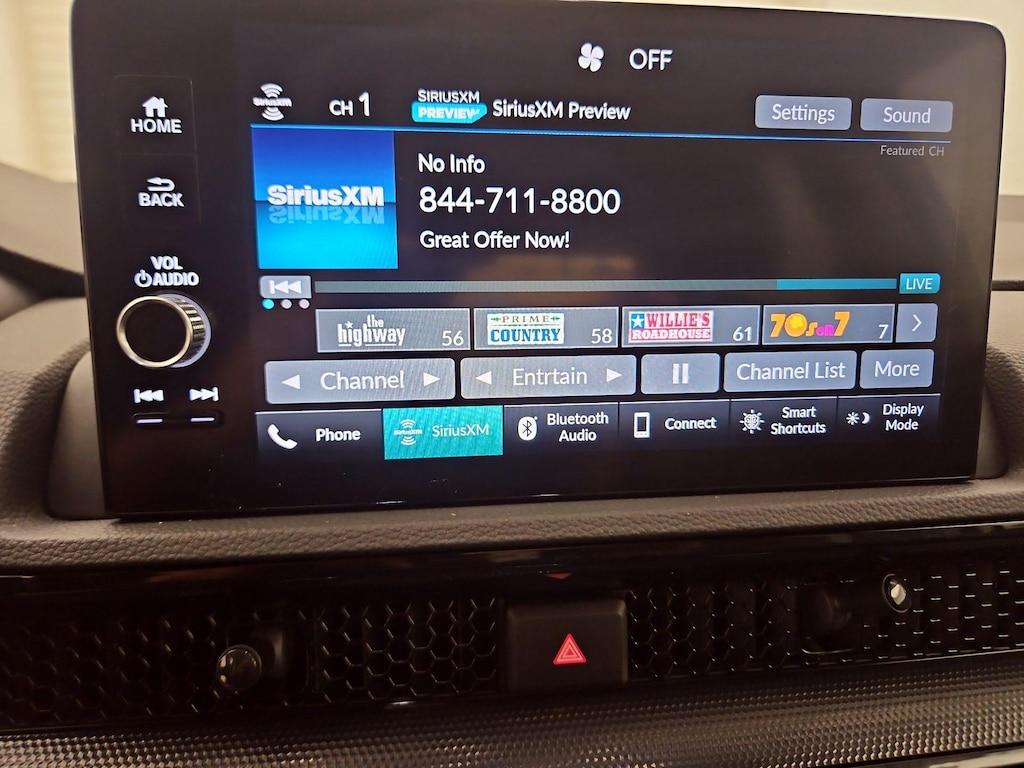 OFF
HOME
BACK
VOL
AUDIO
SiriusXM
CH 1
SIRIUSXM
PREVIEW
SiriusXM Preview
Settings
Sound
Featured CH
SiriusXM
No Info
844-711-8800
Great Offer Now!
LIVE
the
highway
56
PRIME
COUNTRY
58
WILLIE'S
ROADHOUSE
61
70s on 7
7
Channel
Entrtain
Channel List
More
Phone
SiriusXM
SiriusXM
Bluetooth
Audio
Connect
Smart
Shortcuts
Display
Mode